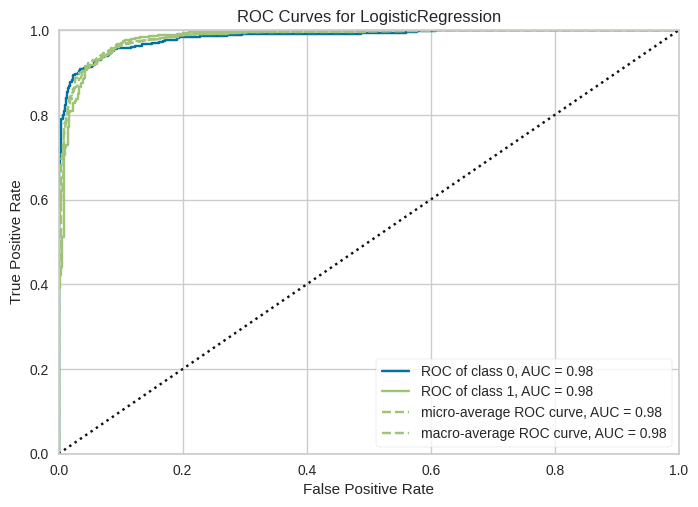 ROC Curves for LogisticRegression
1.0
0.8
0.6
0.4
0.2
0.0
True Positive Rate
ROC of class 0, AUC = 0.98
ROC of class 1, AUC = 0.98
micro-average ROC curve, AUC = 0.98
macro-average ROC curve, AUC = 0.98
0.0 0.2 0.4 0.6 0.8 1.0
False Positive Rate